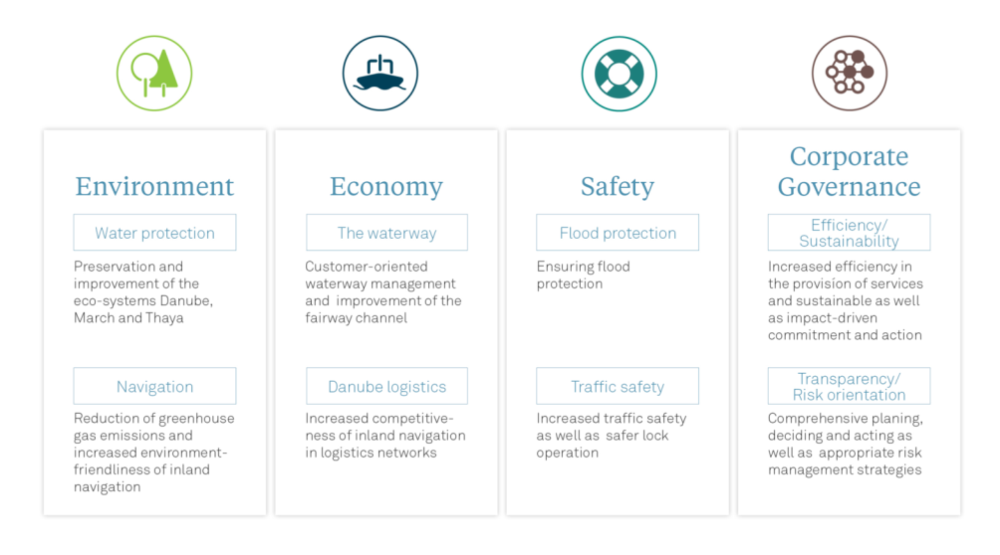 Environment
Water protection
Preservation and
improvement of the
eco-systems Danube,
March and Thaya
Navigation
Reduction of greenhouse
gas emissions and
increased environment-
friendliness of inland
navigation
Economy
The waterway
Customer-oriented
waterway management
and improvement of the
fairway channel
Danube logistics
Increased competitive-
ness of inland navigation
in logistics networks
Safety
Flood protection
Ensuring flood
protection
Traffic safety
Increased traffic safety
as well as safer lock
operation
Corporate
Governance
Efficiency/
Sustainability
Increased efficiency in
the provision of services
and sustainable as well
as impact-driven
commitment and action
Transparency/
Risk orientation
Comprehensive planing,
deciding and acting as
well as appropriate risk
management strategies